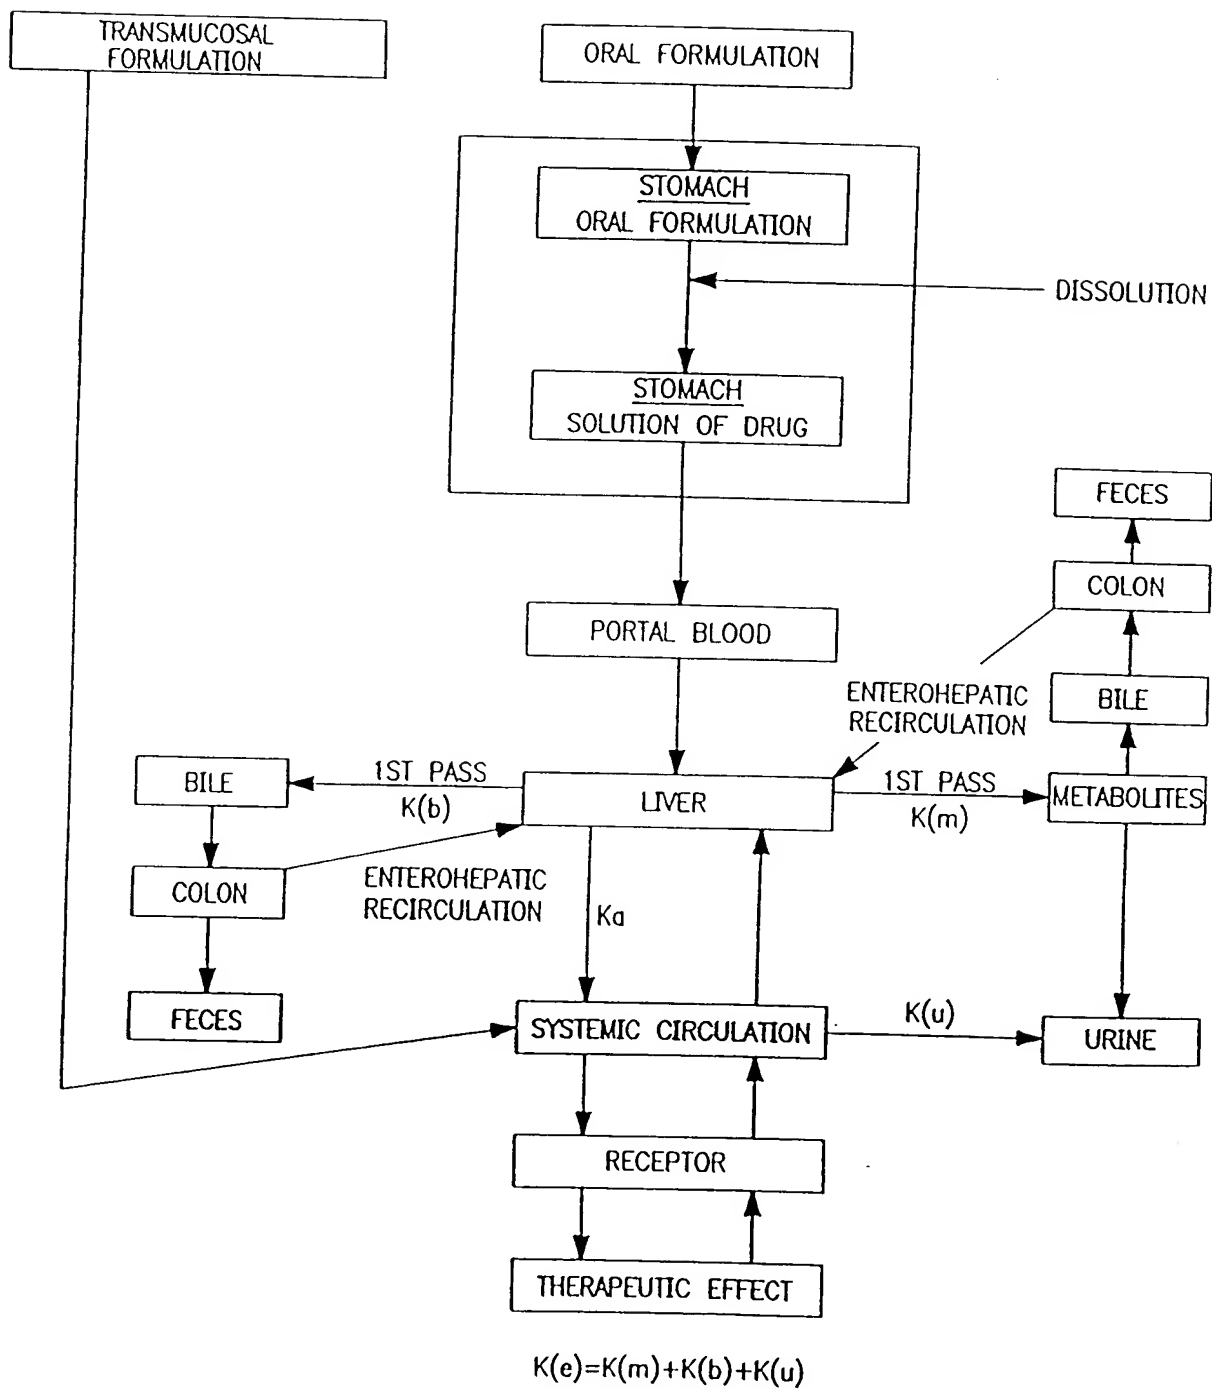 TRANSMUCOSAL
FORMULATION
ORAL FORMULATION
STOMACH
ORAL FORMULATION
DISSOLUTION
STOMACH
SOLUTION OF DRUG
FECES
COLON
PORTAL BLOOD
ENTEROHEPATIC
RECIRCULATION
BILE
BILE
1ST PASS
K(b)
LIVER
1ST PASS
K(m)
METABOLITES
COLON
ENTEROHEPATIC
RECIRCULATION
Ka
FECES
SYSTEMIC CIRCULATION
K(u)
URINE
RECEPTOR
THERAPEUTIC EFFECT
K(e)=K(m)+K(b)+K(u)